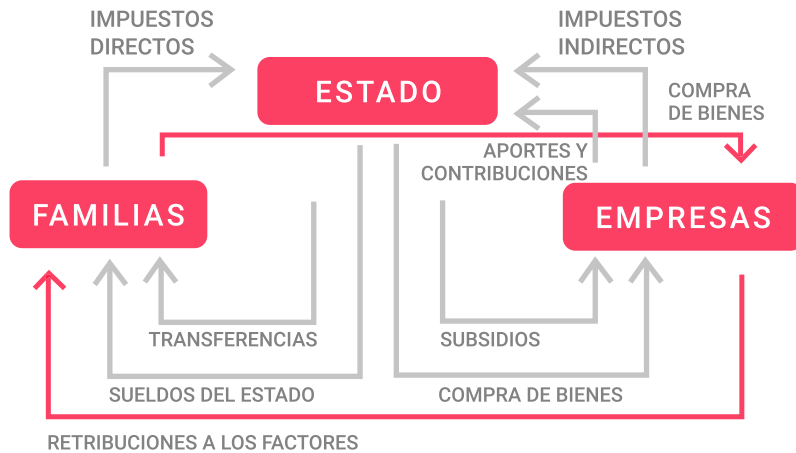 IMPUESTOS
DIRECTOS
IMPUESTOS
INDIRECTOS
ESTADO
COMPRA
DE BIENES
APORTES Y
CONTRIBUCIONES
FAMILIAS
EMPRESAS
TRANSFERENCIAS
SUBSIDIOS
SUELDOS DEL ESTADO
COMPRA DE BIENES
RETRIBUCIONES A LOS FACTORES